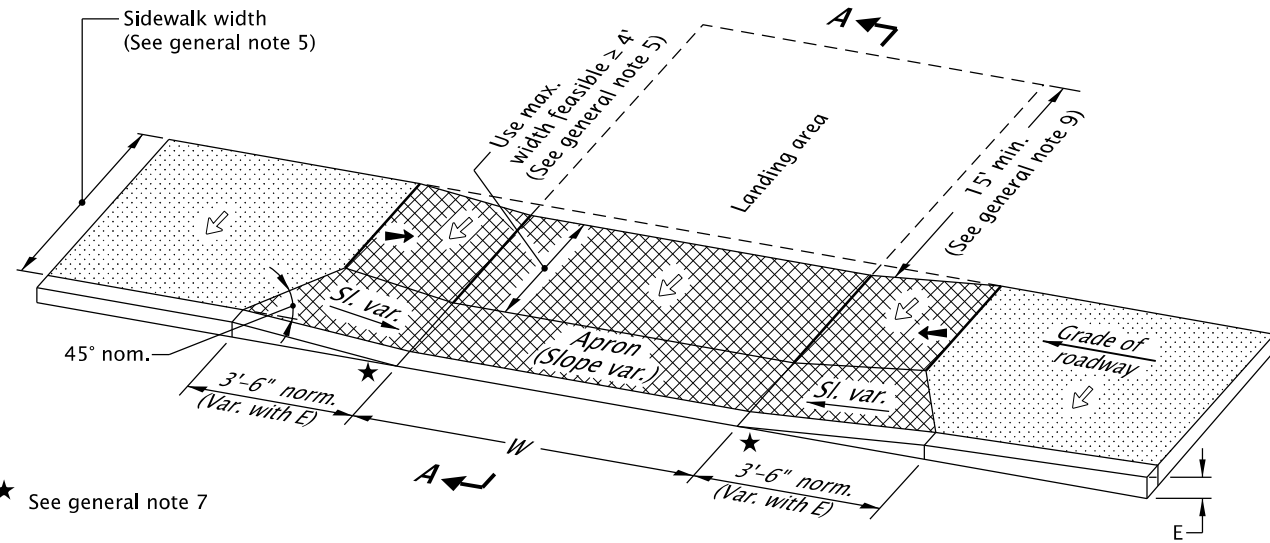 Sidewalk width
(See general note 5)
A
Use max.
width feasible ≥ 4'
(See general note 5)
Landing area
15' min.
(See general note 9)
Sl. var.
45° nom.
Apron
(Slope var.)
Grade of
roadway
Sl. var.
3'-6" norm.
(Var. with E)
W
A
3'-6" norm.
(Var. with E)
★ See general note 7
E